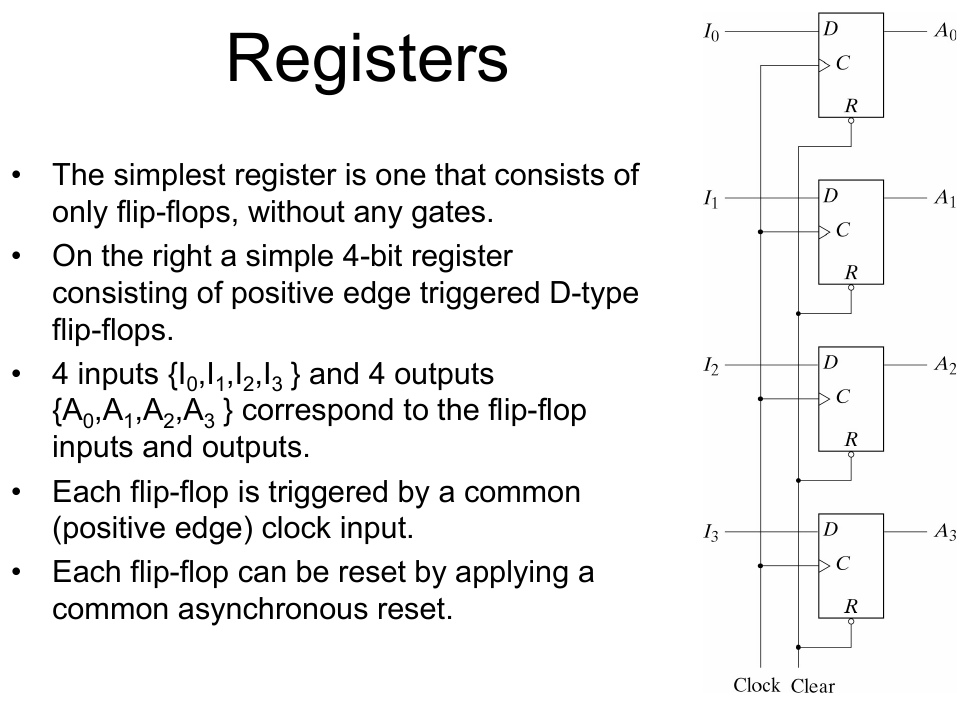 Registers
• The simplest register is one that consists of
only flip-flops, without any gates.
• On the right a simple 4-bit register
consisting of positive edge triggered D-type
flip-flops.
• 4 inputs {I₀,I₁,I₂,I₃ } and 4 outputs
{A₀,A₁,A₂,A₃ } correspond to the flip-flop
inputs and outputs.
• Each flip-flop is triggered by a common
(positive edge) clock input.
• Each flip-flop can be reset by applying a
common asynchronous reset.
I₀ D A₀
C
R
I₁ D A₁
C
R
I₂ D A₂
C
R
I₃ D A₃
C
R
Clock Clear